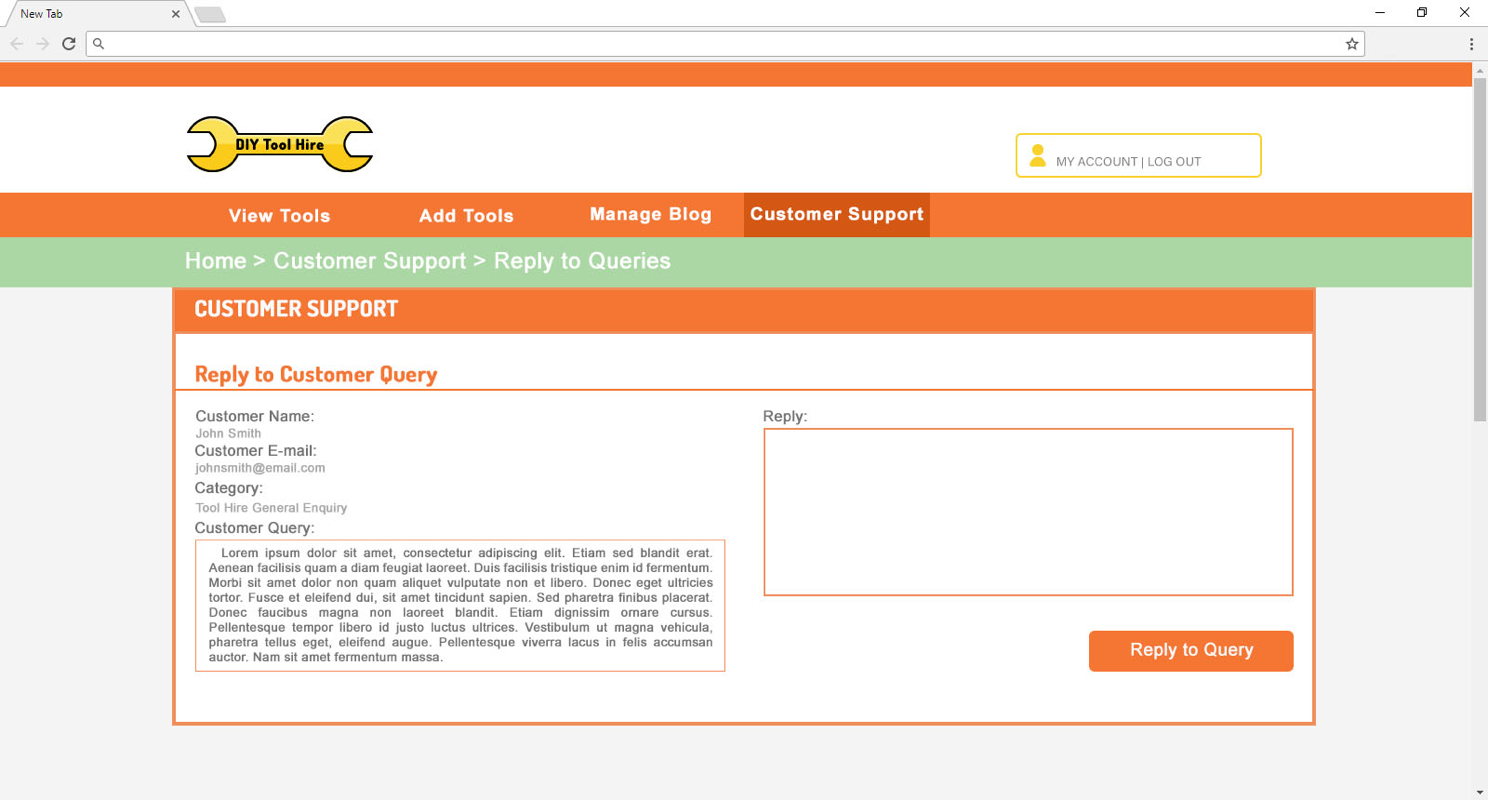 New Tab
DIY Tool Hire
MY ACCOUNT | LOG OUT
View Tools Add Tools Manage Blog Customer Support
Home > Customer Support > Reply to Queries
CUSTOMER SUPPORT
Reply to Customer Query
Customer Name:
John Smith
Customer E-mail:
johnsmith@email.com
Category:
Tool Hire General Enquiry
Customer Query:
Lorem ipsum dolor sit amet, consectetur adipiscing elit. Etiam sed blandit erat.
Aenean facilisis quam a diam feugiat laoreet. Duis facilisis tristique enim id fermentum.
Morbi sit amet dolor non quam aliquet vulputate non et libero. Donec eget ultricies
tortor. Fusce et eleifend dui, sit amet tincidunt sapien. Sed pharetra finibus placerat.
Donec faucibus magna non laoreet blandit. Etiam dignissim ornare cursus.
Pellentesque tempor libero id justo luctus ultrices. Vestibulum ut magna vehicula,
pharetra tellus eget, eleifend augue. Pellentesque viverra lacus in felis accumsan
auctor. Nam sit amet fermentum massa.
Reply:
Reply to Query